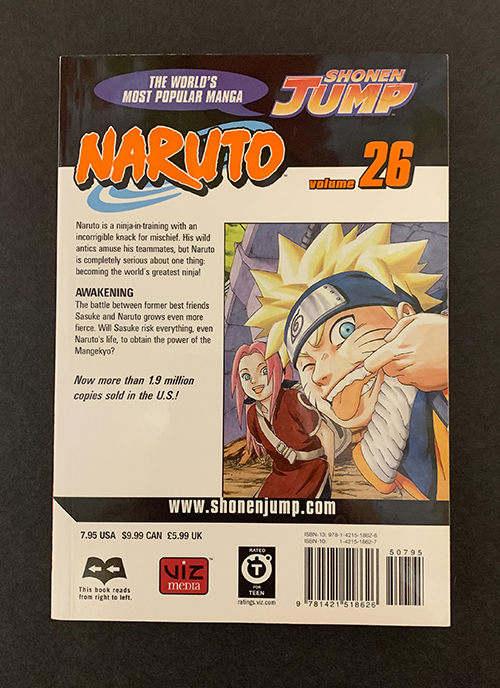 THE WORLD'S
MOST POPULAR MANGA
SHONEN
JUMP
NARUTO
volume 26
Naruto is a ninja-in-training with an
incorrigible knack for mischief. His wild
antics amuse his teammates, but Naruto
is completely serious about one thing:
becoming the world's greatest ninja!
AWAKENING
The battle between former best friends
Sasuke and Naruto grows even more
fierce. Will Sasuke risk everything, even
Naruto's life, to obtain the power of the
Mangekyo?
Now more than 1.9 million
copies sold in the U.S.!
www.shonenjump.com
7.95 USA $9.99 CAN £5.99 UK
This book reads
from right to left.
VIZ
media
RATED
T
FOR
TEEN
ratings.viz.com
ISBN-13: 978-1-4215-1862-6
ISBN-10: 1-4215-1862-7
50795
9 781421 518626